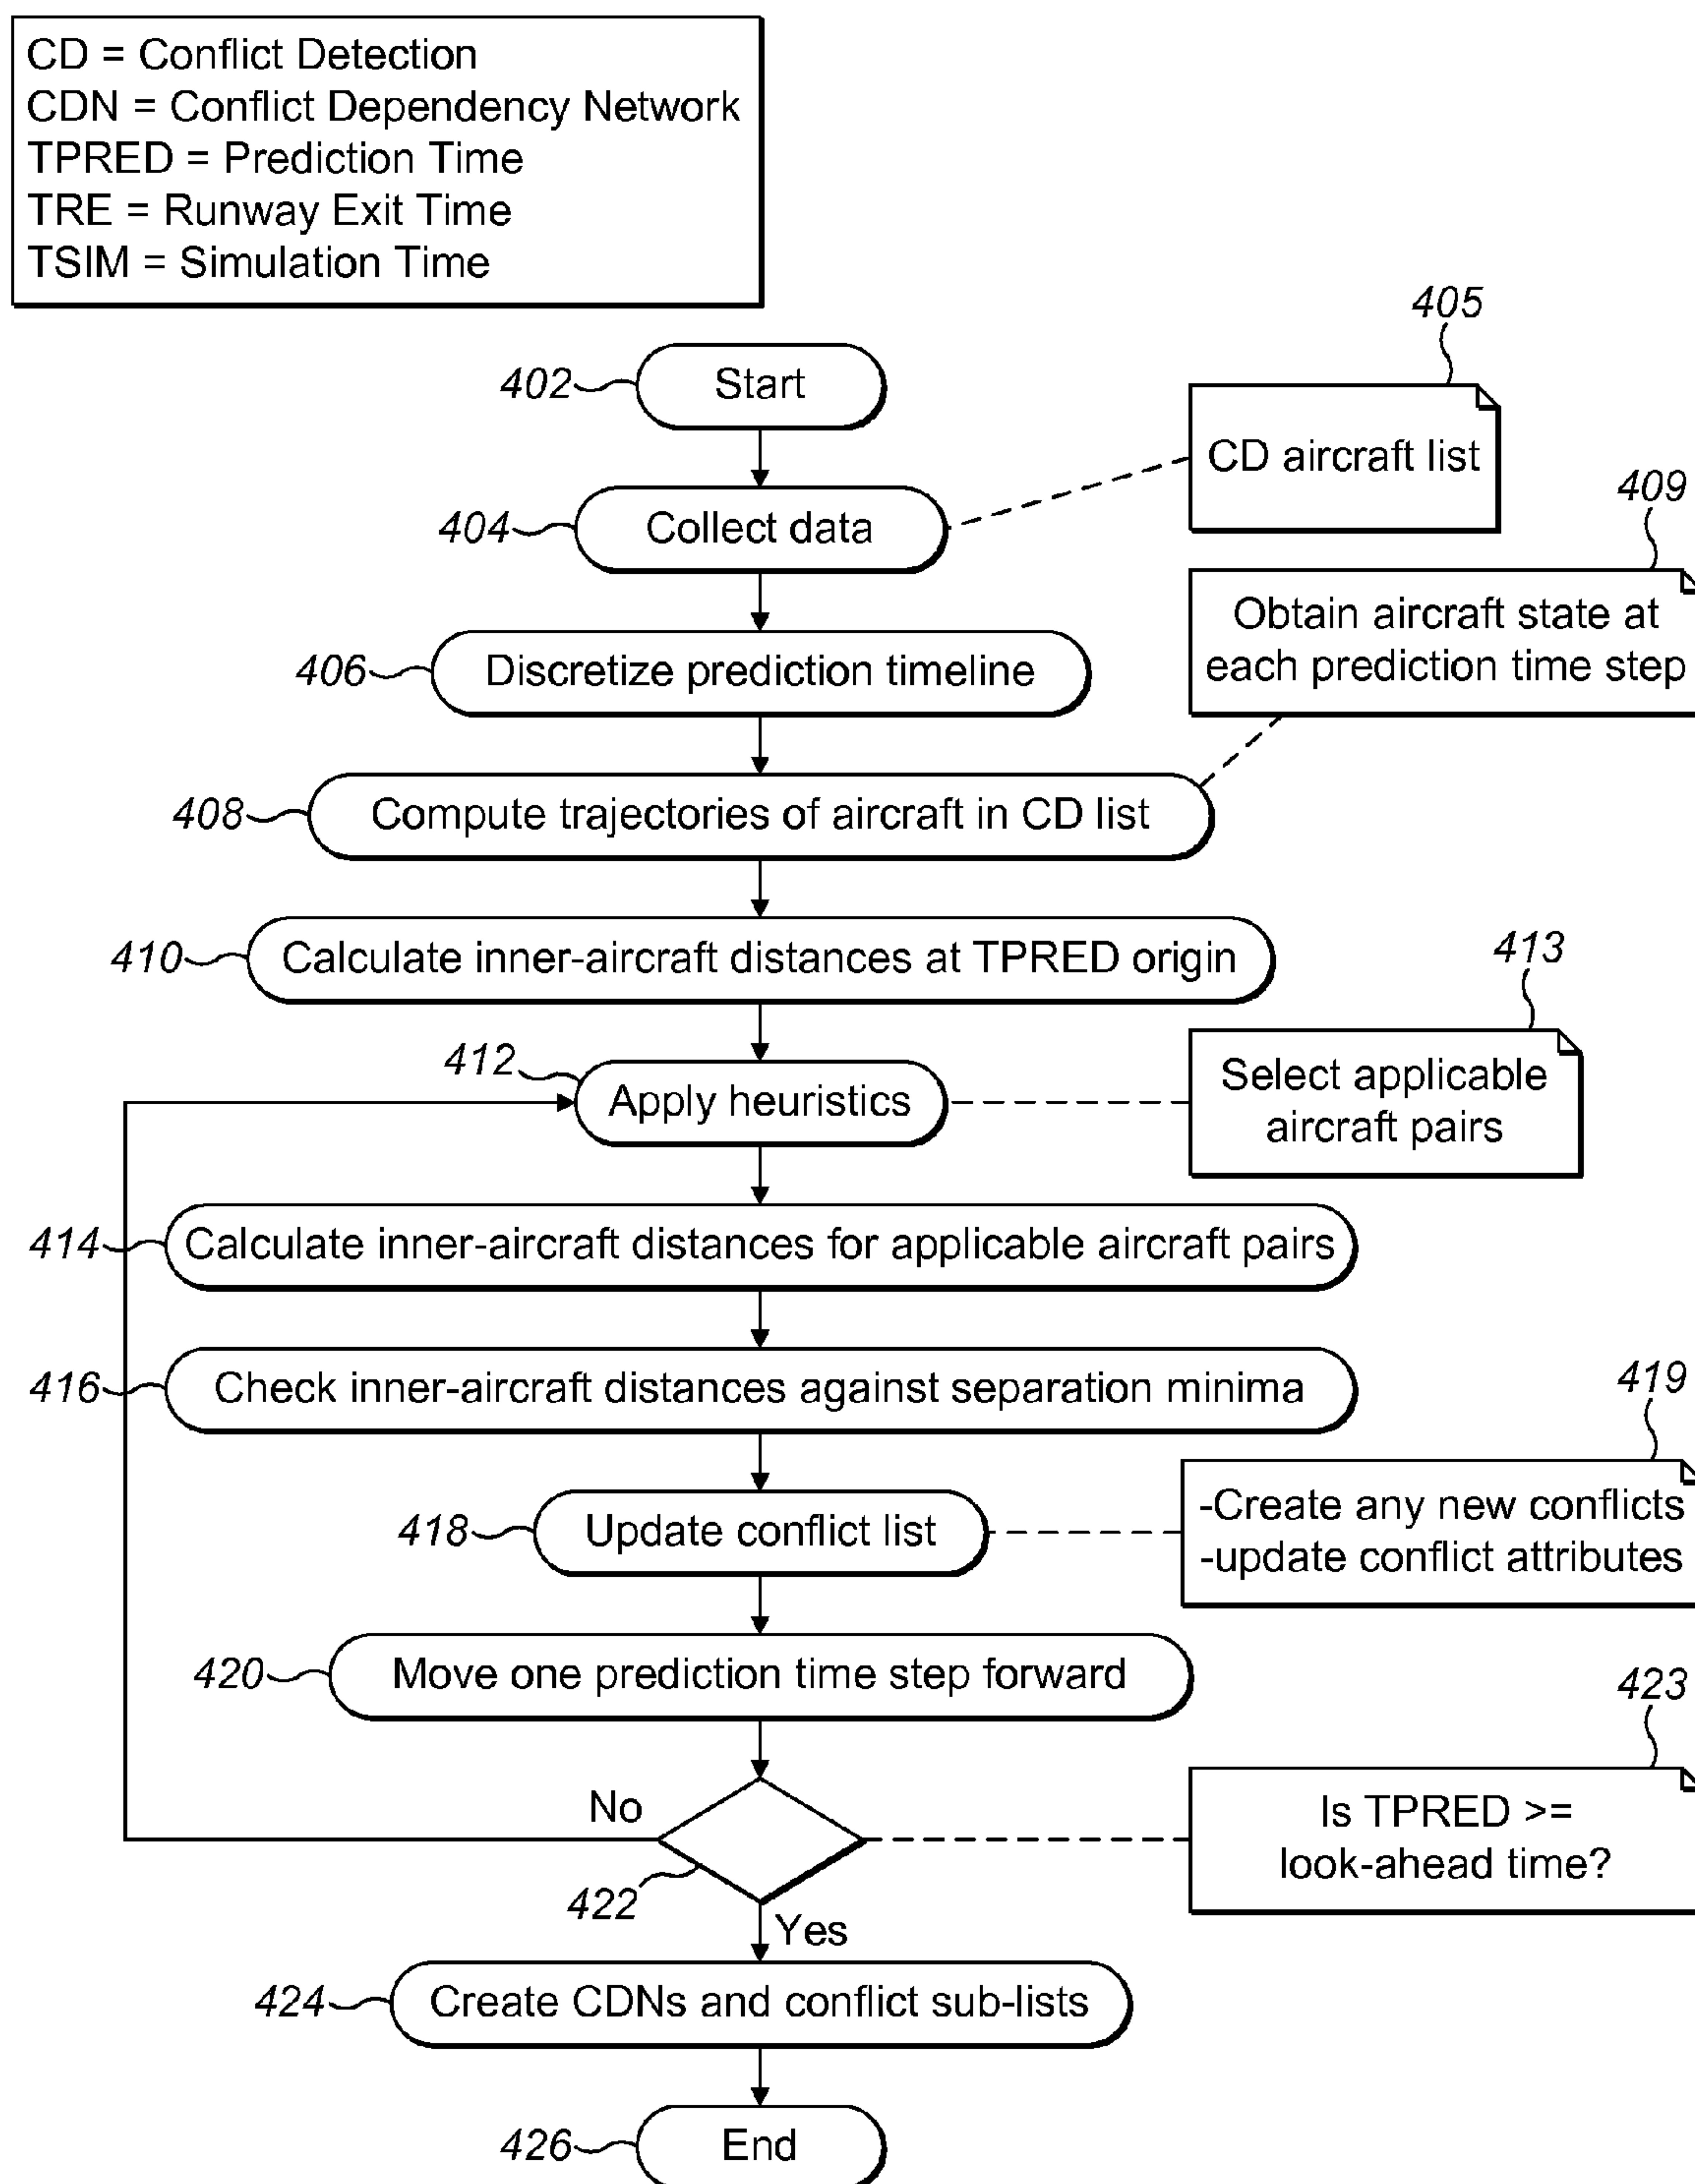 CD = Conflict Detection
CDN = Conflict Dependency Network
TPRED = Prediction Time
TRE = Runway Exit Time
TSIM = Simulation Time
405
402
Start
CD aircraft list
409
404
Collect data
Obtain aircraft state at
each prediction time step
406
Discretize prediction timeline
408
Compute trajectories of aircraft in CD list
410
Calculate inner-aircraft distances at TPRED origin
413
412
Apply heuristics
Select applicable
aircraft pairs
414
Calculate inner-aircraft distances for applicable aircraft pairs
416
Check inner-aircraft distances against separation minima
419
418
Update conflict list
-Create any new conflicts
-update conflict attributes
420
Move one prediction time step forward
423
No
Is TPRED >=
look-ahead time?
422
Yes
424
Create CDNs and conflict sub-lists
426
End